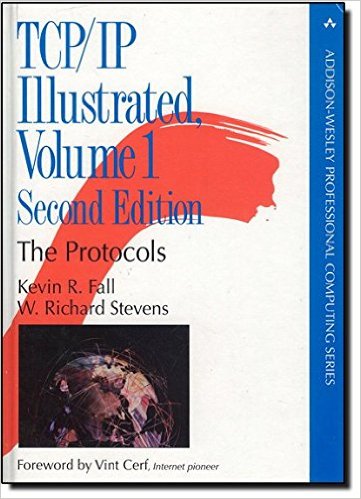 TCP/IP
Illustrated,
Volume 1
Second Edition
The Protocols
Kevin R. Fall
W. Richard Stevens
Foreword by Vint Cerf, Internet pioneer
ADDISON-WESLEY PROFESSIONAL COMPUTING SERIES